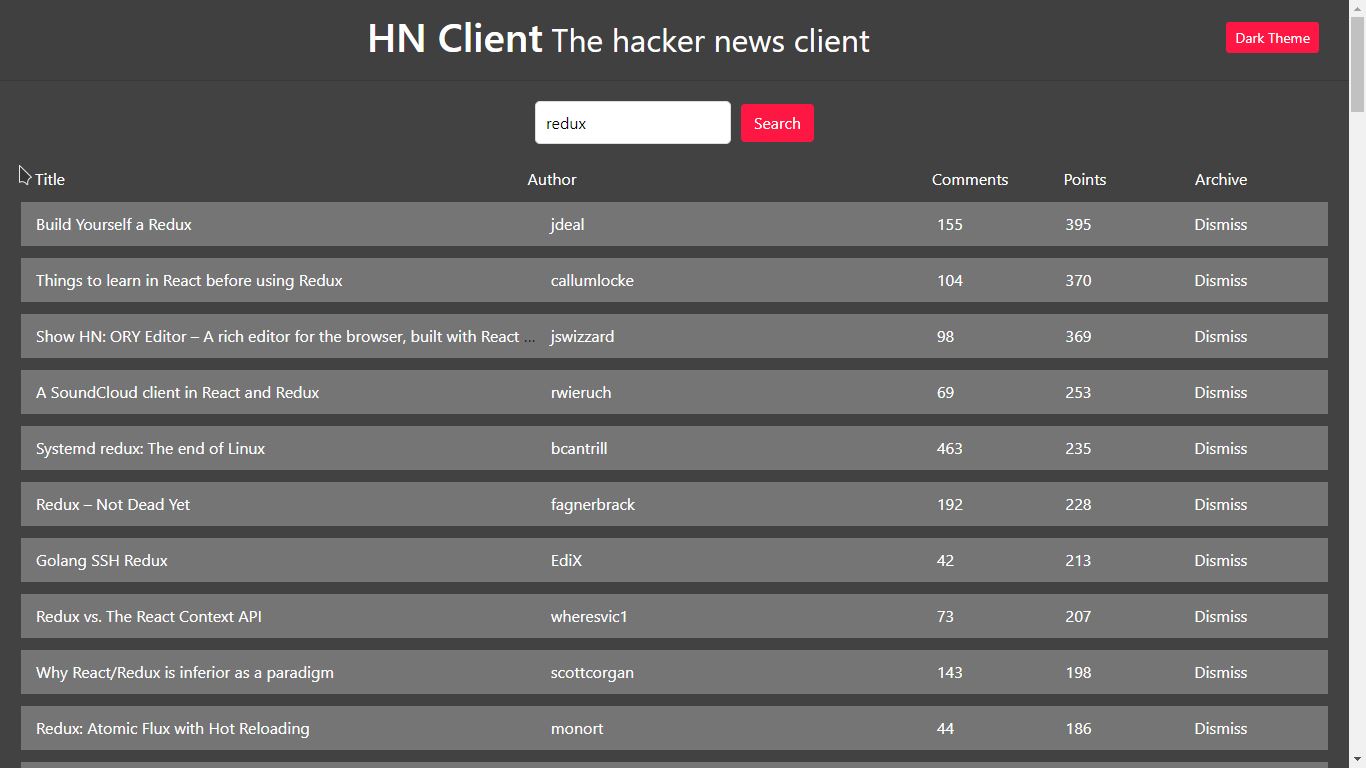 HN Client The hacker news client
Dark Theme
redux
Search
Title Author Comments Points Archive
Build Yourself a Redux jdeal 155 395 Dismiss
Things to learn in React before using Redux callumlocke 104 370 Dismiss
Show HN: ORY Editor – A rich editor for the browser, built with React ... jswizzard 98 369 Dismiss
A SoundCloud client in React and Redux rwieruch 69 253 Dismiss
Systemd redux: The end of Linux bcantrill 463 235 Dismiss
Redux – Not Dead Yet fagnerbrack 192 228 Dismiss
Golang SSH Redux EdiX 42 213 Dismiss
Redux vs. The React Context API wheresvic1 73 207 Dismiss
Why React/Redux is inferior as a paradigm scottcorgan 143 198 Dismiss
Redux: Atomic Flux with Hot Reloading monort 44 186 Dismiss